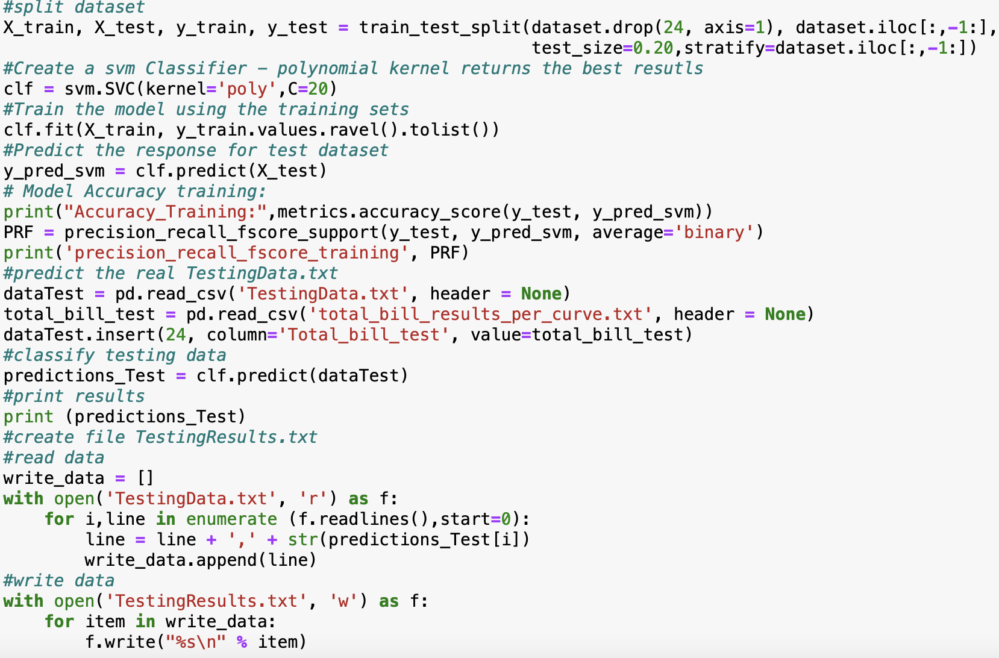 #split dataset
X_train, X_test, y_train, y_test = train_test_split(dataset.drop(24, axis=1), dataset.iloc[:,-1:],
                                                    test_size=0.20,stratify=dataset.iloc[:,-1:])
#Create a svm Classifier – polynomial kernel returns the best resutls
clf = svm.SVC(kernel='poly',C=20)
#Train the model using the training sets
clf.fit(X_train, y_train.values.ravel().tolist())
#Predict the response for test dataset
y_pred_svm = clf.predict(X_test)
# Model Accuracy training:
print("Accuracy_Training:",metrics.accuracy_score(y_test, y_pred_svm))
PRF = precision_recall_fscore_support(y_test, y_pred_svm, average='binary')
print('precision_recall_fscore_training', PRF)
#predict the real TestingData.txt
dataTest = pd.read_csv('TestingData.txt', header = None)
total_bill_test = pd.read_csv('total_bill_results_per_curve.txt', header = None)
dataTest.insert(24, column='Total_bill_test', value=total_bill_test)
#classify testing data
predictions_Test = clf.predict(dataTest)
#print results
print (predictions_Test)
#create file TestingResults.txt
#read data
write_data = []
with open('TestingData.txt', 'r') as f:
    for i,line in enumerate (f.readlines(),start=0):
        line = line + ',' + str(predictions_Test[i])
        write_data.append(line)
#write data
with open('TestingResults.txt', 'w') as f:
    for item in write_data:
        f.write("%s\n" % item)